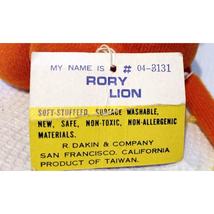 MY NAME IS # 04-3131
RORY
LION
SOFT-STUFFED, SURFACE WASHABLE,
NEW, SAFE, NON-TOXIC, NON-ALLERGENIC
MATERIALS.
R. DAKIN & COMPANY
SAN FRANCISCO, CALIFORNIA
PRODUCT OF TAIWAN.